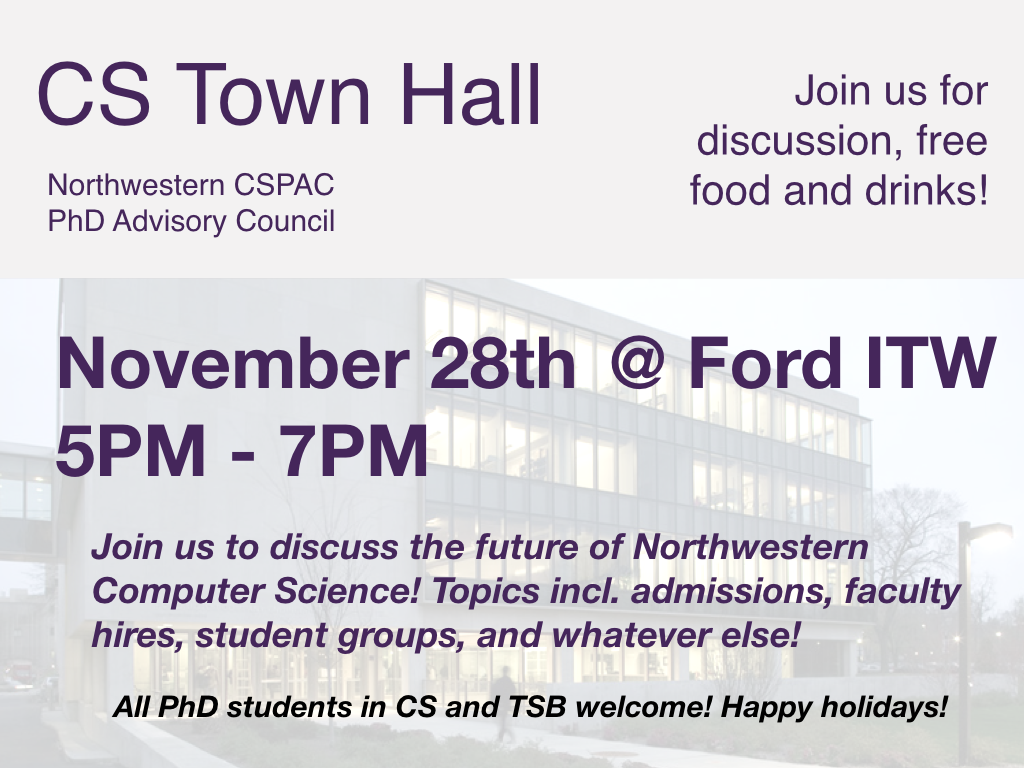 CS Town Hall
Northwestern CSPAC
PhD Advisory Council
Join us for
discussion, free
food and drinks!
November 28th @ Ford ITW
5PM - 7PM
Join us to discuss the future of Northwestern
Computer Science! Topics incl. admissions, faculty
hires, student groups, and whatever else!
All PhD students in CS and TSB welcome! Happy holidays!